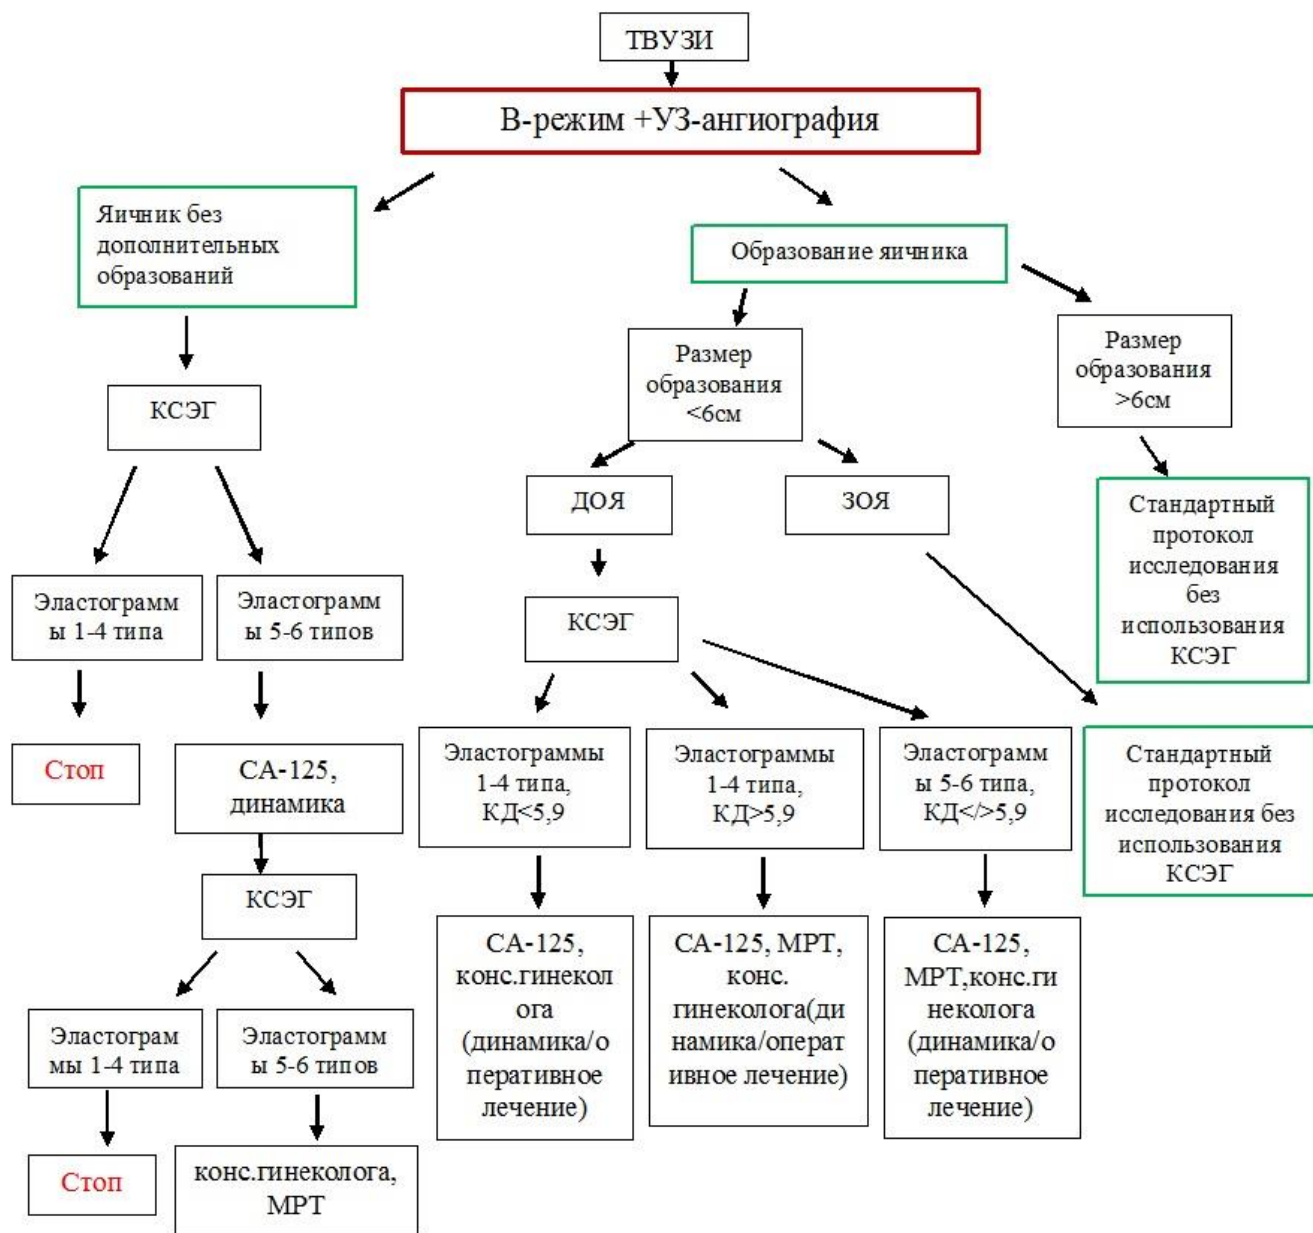 ТВУЗИ
В-режим +УЗ-ангиография
Яичник без
дополнительных
образований
Образование яичника
Размер
образования
<6см
Размер
образования
>6см
КСЭГ
ДОЯ
ЗОЯ
Стандартный
протокол
исследования
без
использования
КСЭГ
Эластограмм
ы 1-4 типа
Эластограмм
ы 5-6 типов
КСЭГ
Стоп
СА-125,
динамика
Эластограммы
1-4 типа,
КД<5,9
Эластограммы
1-4 типа,
КД>5,9
Эластограмм
ы 5-6 типа,
КД</>5,9
Стандартный
протокол
исследования без
использования
КСЭГ
КСЭГ
СА-125,
конс.гинекол
ога
(динамика/о
перативное
лечение)
СА-125, МРТ,
конс.
гинеколога(ди
намика/операт
ивное лечение)
СА-125,
МРТ,конс.ги
неколога
(динамика/о
перативное
лечение)
Эластограм
мы 1-4 типа
Эластограмм
ы 5-6 типов
Стоп
конс.гинеколога,
МРТ